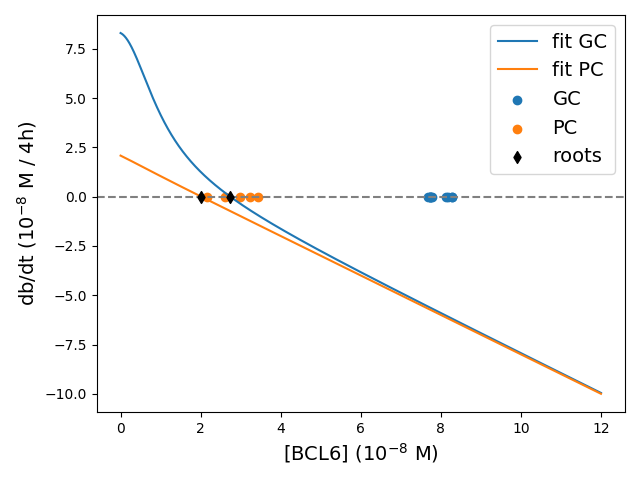 db/dt (10⁻⁸ M / 4h)
7.5
5.0
2.5
0.0
−2.5
−5.0
−7.5
−10.0
fit GC
fit PC
GC
PC
roots
0 2 4 6 8 10 12
[BCL6] (10⁻⁸ M)